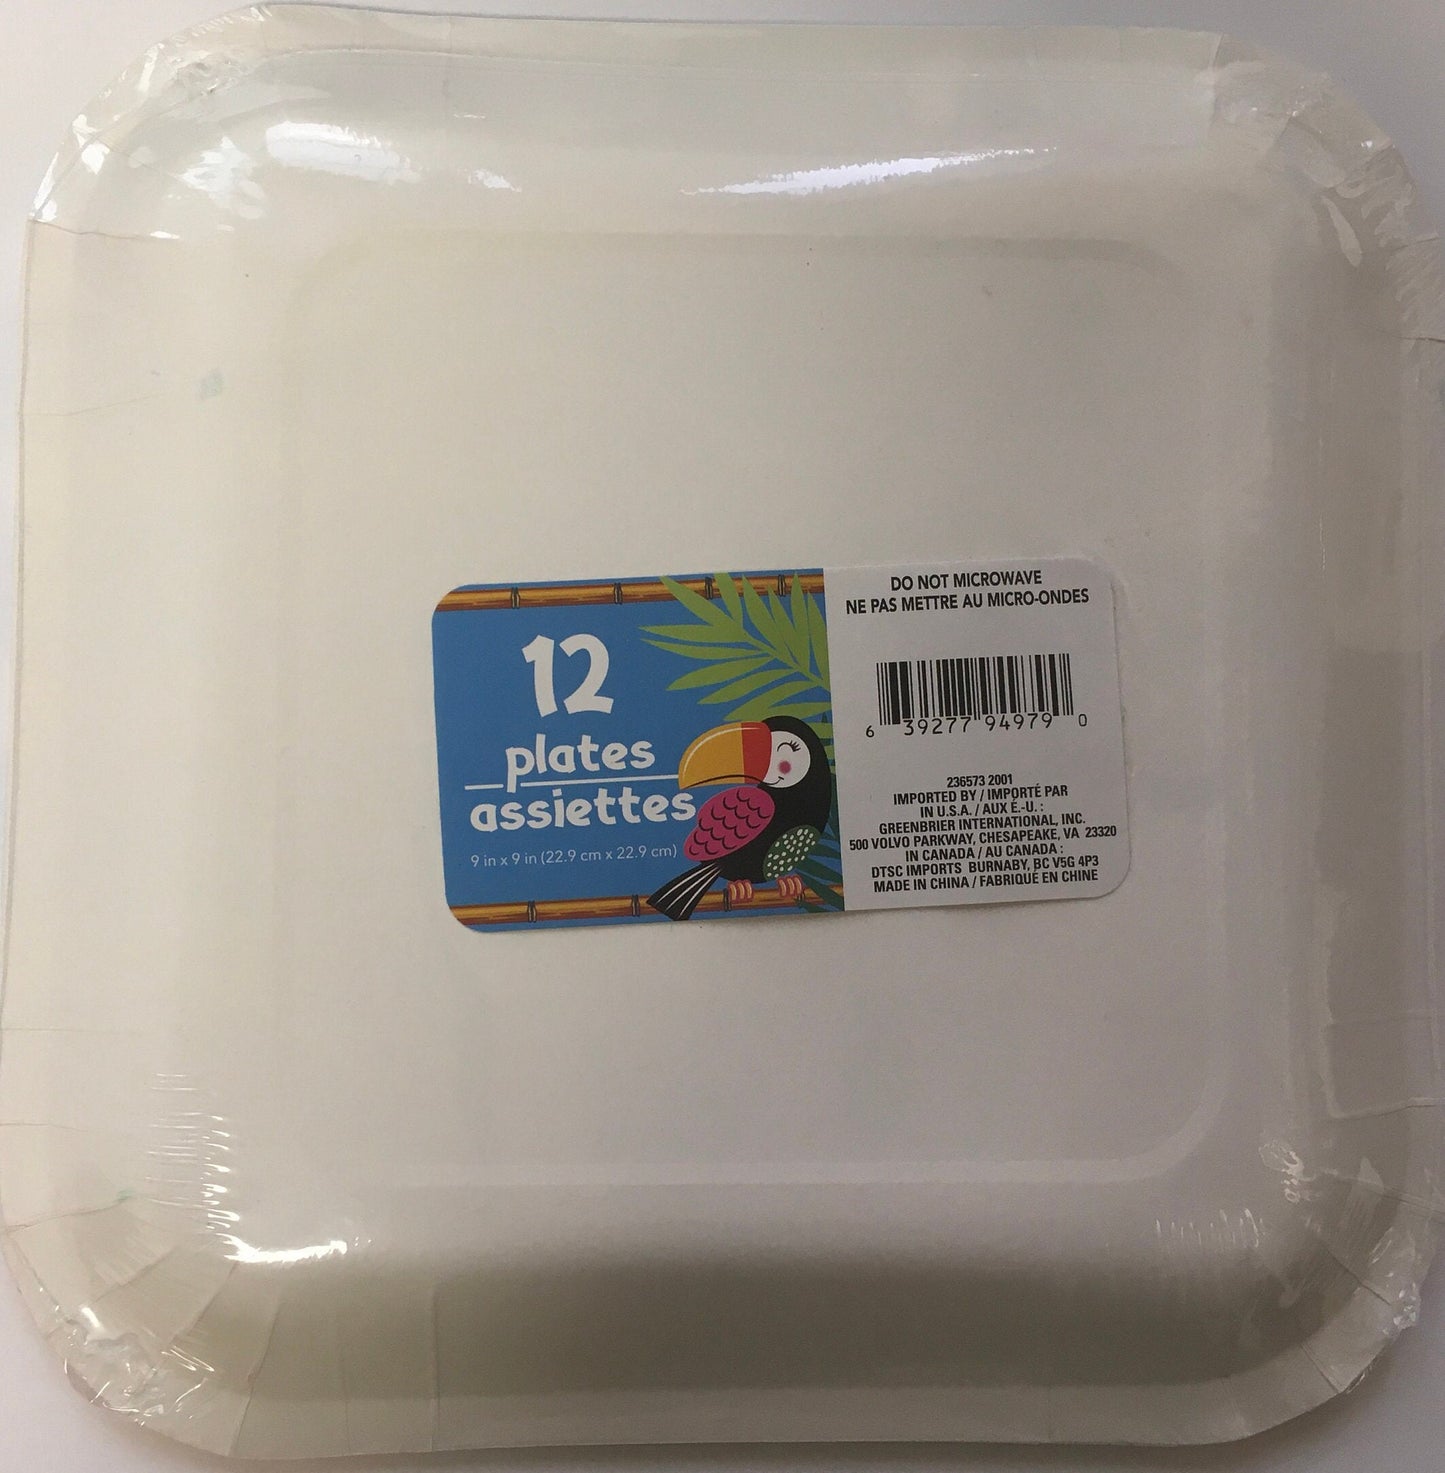 12
plates
assiettes
9 in x 9 in (22.9 cm x 22.9 cm)
DO NOT MICROWAVE
NE PAS METTRE AU MICRO-ONDES
6 39277 94979 0
236573 2001
IMPORTED BY / IMPORTÉ PAR
IN U.S.A. / AUX É.-U. :
GREENBRIER INTERNATIONAL, INC.
500 VOLVO PARKWAY, CHESAPEAKE, VA 23320
IN CANADA / AU CANADA :
DTSC IMPORTS BURNABY, BC V5G 4P3
MADE IN CHINA / FABRIQUÉ EN CHINE